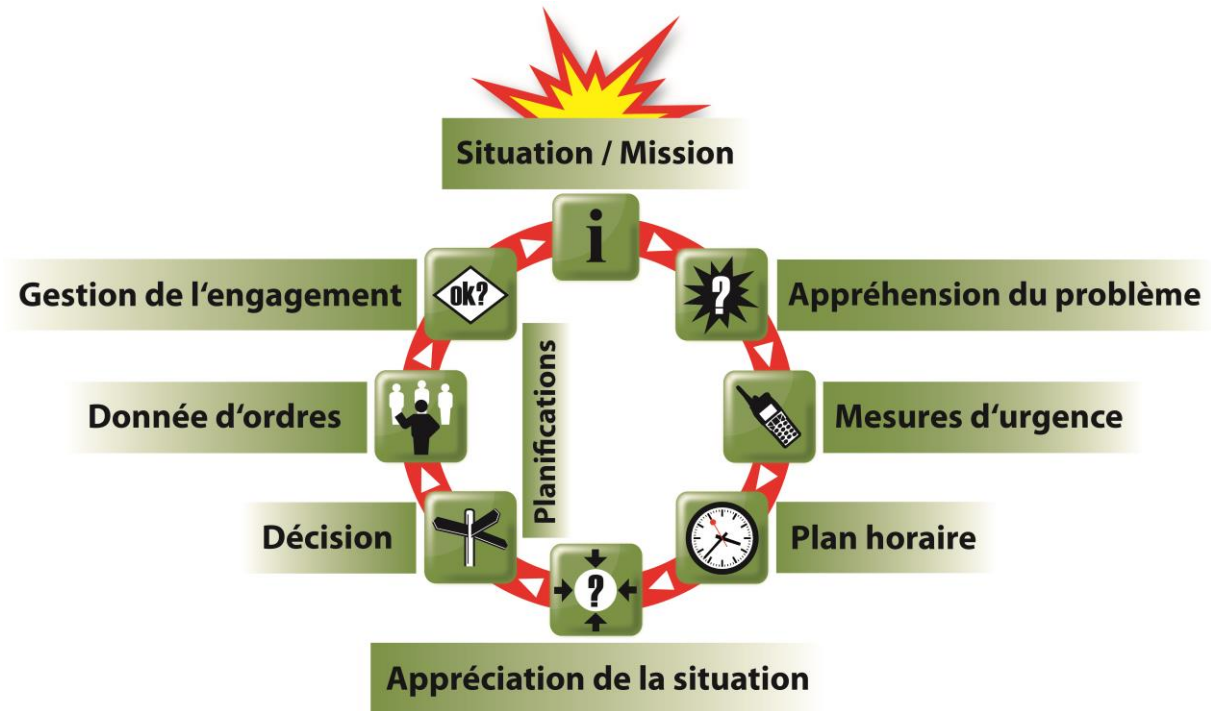 Situation / Mission
i
Gestion de l‘engagement
ok?
?
Appréhension du problème
Planifications
Donnée d‘ordres
Mesures d‘urgence
Décision
Plan horaire
?
Appréciation de la situation